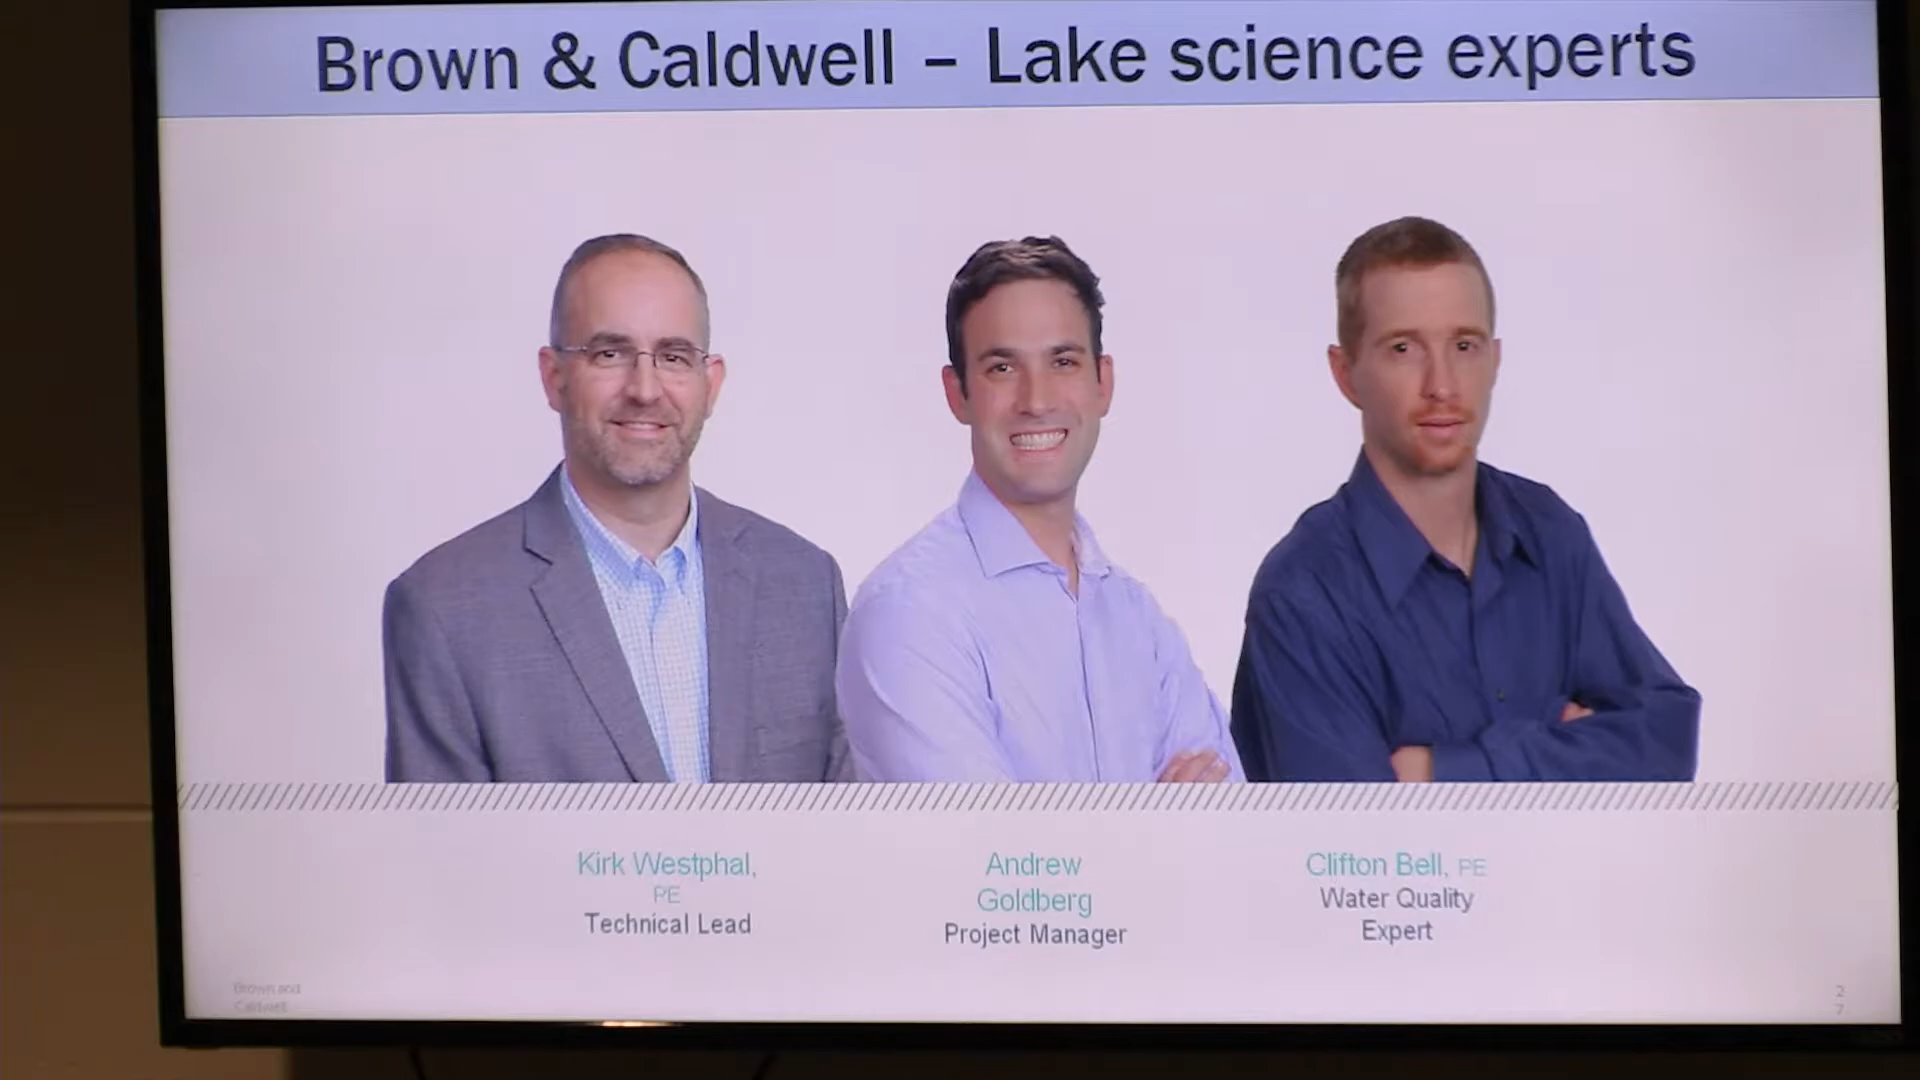 Brown & Caldwell – Lake science experts
Kirk Westphal,
PE
Technical Lead
Andrew
Goldberg
Project Manager
Clifton Bell, PE
Water Quality
Expert
Brown and
Caldwell
2
7